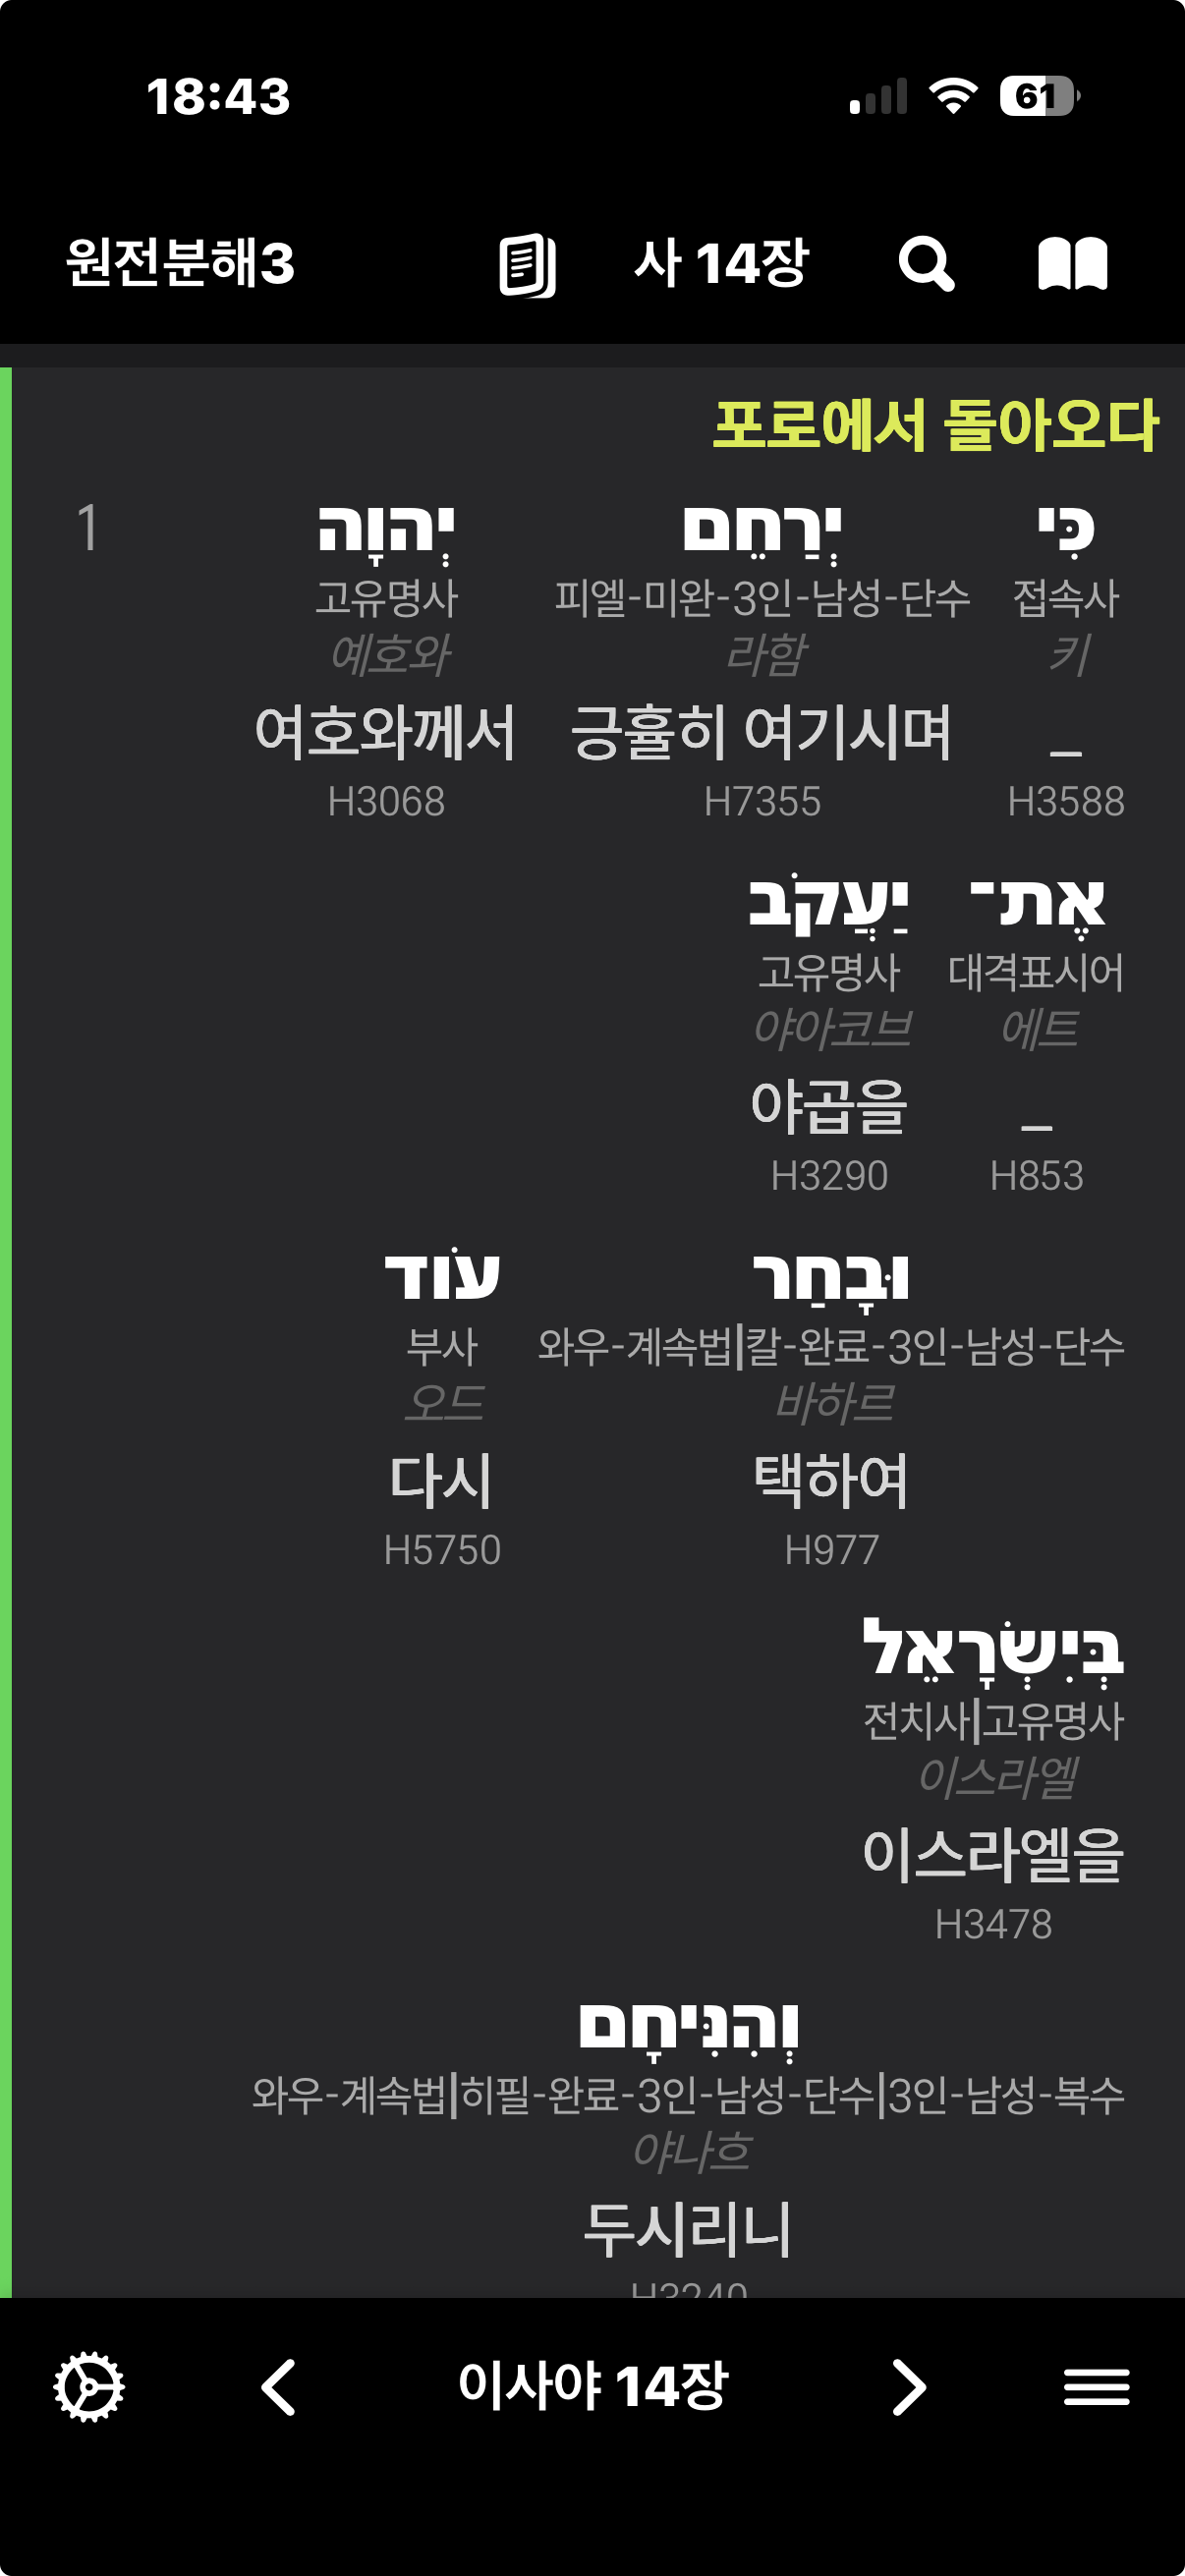 18:43 61
원전분해3 사 14장
포로에서 돌아오다
1 כִּי יְרַחֵם יְהוָה
접속사 피엘-미완-3인-남성-단수 고유명사
키 라함 예호와
_ 긍휼히 여기시며 여호와께서
H3588 H7355 H3068
אֶת־ יַעֲקֹב
대격표시어 고유명사
에트 야아코브
_ 야곱을
H853 H3290
וּבָחַר עֹוד
와우-계속법|칼-완료-3인-남성-단수 부사
바하르 오드
택하여 다시
H977 H5750
בְּיִשְׂרָאֵל
전치사|고유명사
이스라엘
이스라엘을
H3478
וְהִנִּיחָם
와우-계속법|히필-완료-3인-남성-단수|3인-남성-복수
야나흐
두시리니
H3240
이사야 14장